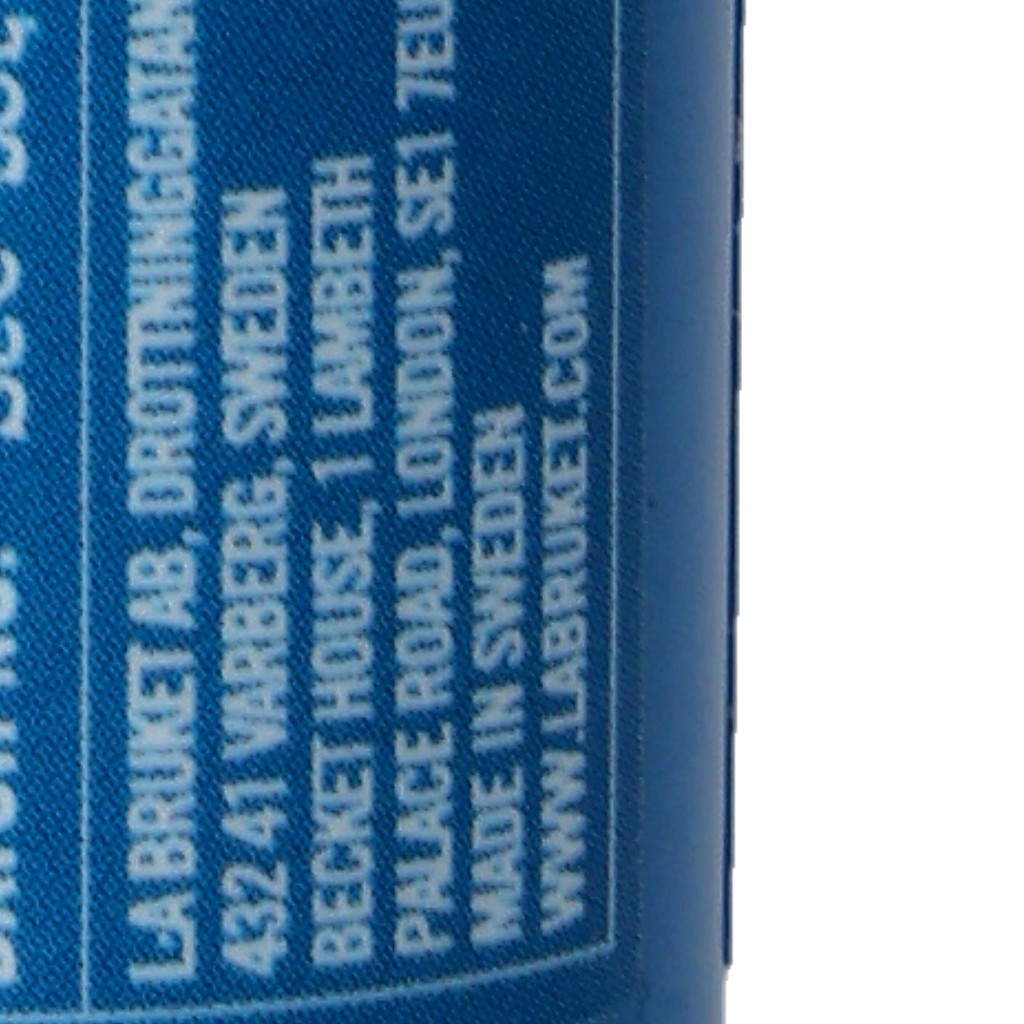 L:A BRUKET AB, DROTTNINGGATAN
432 41 VARBERG, SWEDEN
BECKET HOUSE, 1 LAMBETH
PALACE ROAD, LONDON, SE1 7EU
MADE IN SWEDEN
WWW.LABRUKET.COM